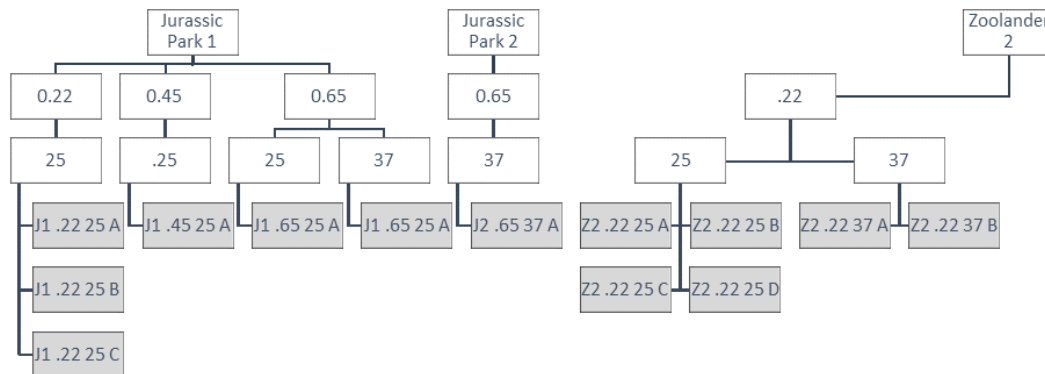 Jurassic
Park 1
Jurassic
Park 2
Zoolander
2
0.22
0.45
0.65
0.65
.22
25
.25
25
37
37
25
37
J1 .22 25 A
J1 .45 25 A
J1 .65 25 A
J1 .65 25 A
J2 .65 37 A
Z2 .22 25 A
Z2 .22 25 B
Z2 .22 37 A
Z2 .22 37 B
J1 .22 25 B
Z2 .22 25 C
Z2 .22 25 D
J1 .22 25 C